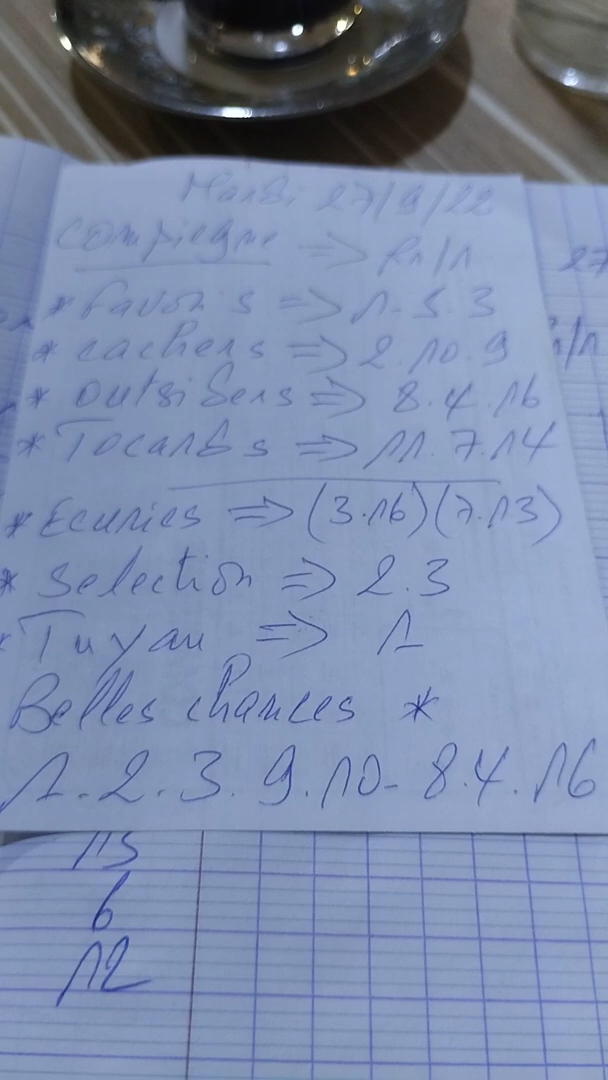 Mardi 27/9/22
Compiegne => Rn/1
* favoris => 1.5.3
* cachers => 2.10.9
* outsiders => 8.4.16
* Tocards => 11.7.14
* Ecuries => (3.16)(7.13)
* selection => 2.3
* Tuyau => 1
Belles chances *
1.2.3.9.10-8.4.16
6
12